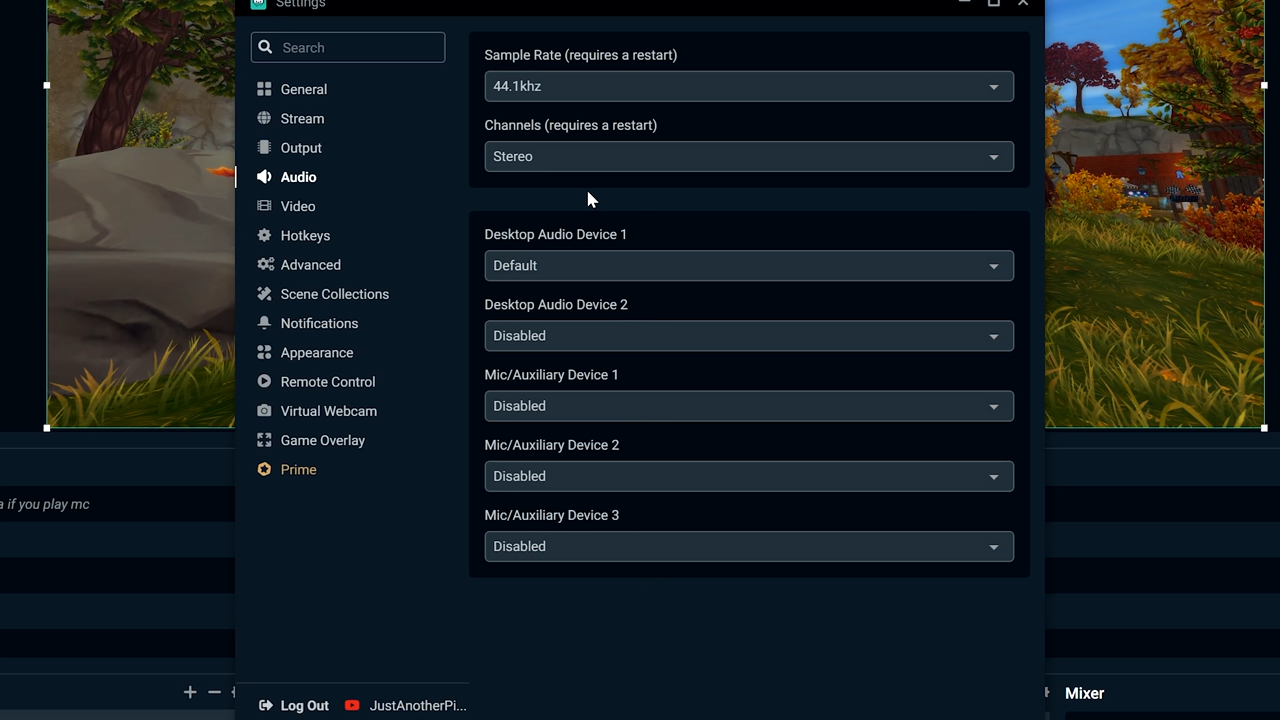 Settings
Search
General
Stream
Output
Audio
Video
Hotkeys
Advanced
Scene Collections
Notifications
Appearance
Remote Control
Virtual Webcam
Game Overlay
Prime
Log Out
JustAnotherPi...
Sample Rate (requires a restart)
44.1khz
Channels (requires a restart)
Stereo
Desktop Audio Device 1
Default
Desktop Audio Device 2
Disabled
Mic/Auxiliary Device 1
Disabled
Mic/Auxiliary Device 2
Disabled
Mic/Auxiliary Device 3
Disabled
a if you play mc
Mixer